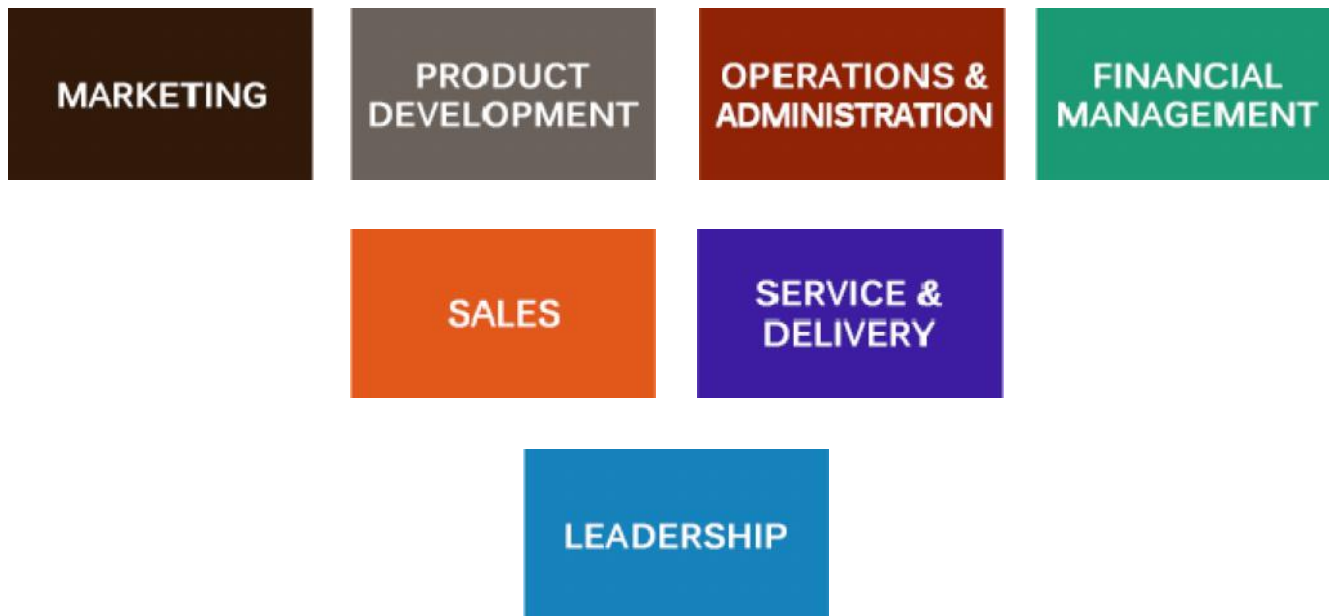 MARKETING
PRODUCT
DEVELOPMENT
OPERATIONS &
ADMINISTRATION
FINANCIAL
MANAGEMENT
SALES
SERVICE &
DELIVERY
LEADERSHIP